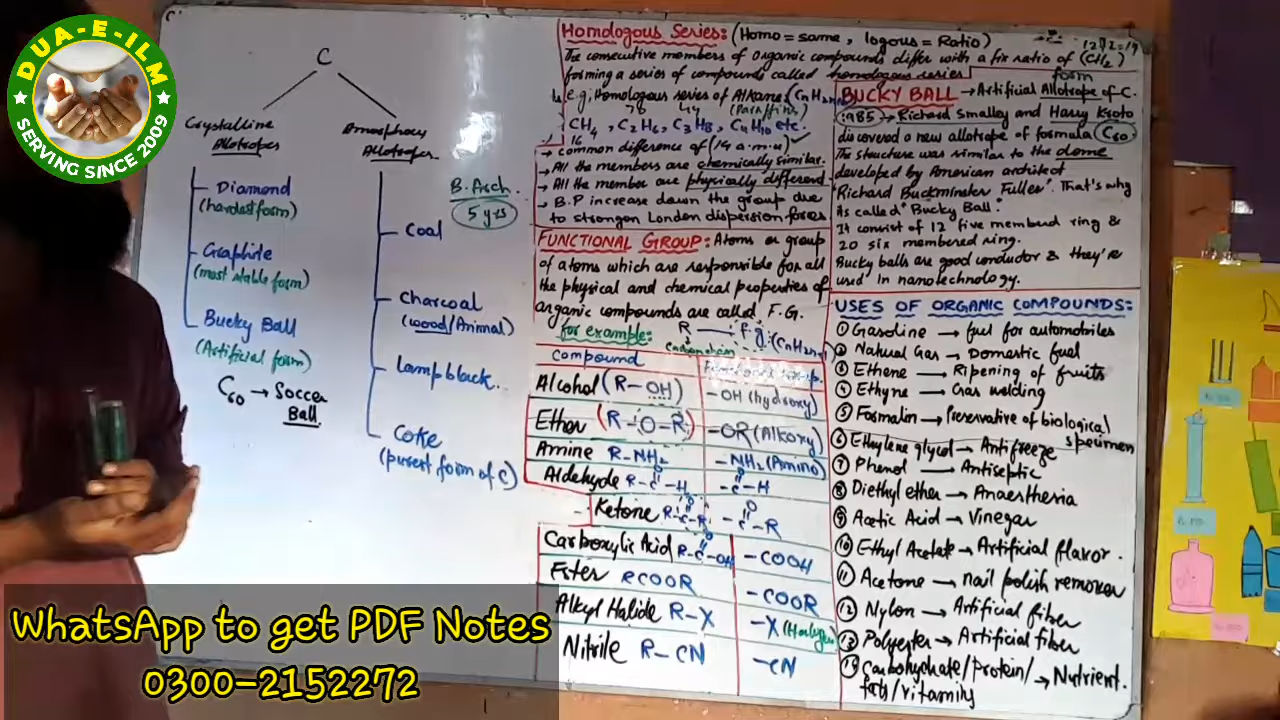 DUA-E-ILM
SERVING SINCE 2009
C
Crystalline
Allotropes
Diamond
(hardest form)
Graphite
(most stable form)
Bucky Ball
(Artificial form)
C60 → Soccer
Ball
Amorphous
Allotropes
Coal
Charcoal
(wood/Animal)
Lamp black
Coke
(purest form of C)
B. Arch.
5 yrs
Homologous Series: (Homo = same, logous = Ratio)
The consecutive members of organic compounds differ with a fix ratio of (CH2)
forming a series of compounds called homologous series
e.g; Homologous series of Alkane
(Paraffins)
CH4, C2H6, C3H8, C4H10 etc.
16
→ common difference of (14 a.m.u)
→ All the members are chemically similar.
→ All the member are physically different
→ B.P increase down the group due
to stronger London dispersion forces
FUNCTIONAL GROUP: Atoms or group
of atoms which are responsible for all
the physical and chemical properties of
organic compounds are called F.G.
for example: R — f.g.
carbon chain
compound
Alcohol (R-OH) -OH (hydroxy)
Ether (R-O-R) -OR (Alkoxy)
Amine R-NH2 -NH2 (Amino)
O O
Aldehyde R-C-H -C-H
O O
Ketone R-C-R -C-R
O
Carboxylic Acid R-C-OH -COOH
Ester RCOOR -COOR
Alkyl Halide R-X -X (Halogen
Nitrile R-CN -CN
form
BUCKY BALL → Artificial Allotrope of C.
1985 → Richard Smalley and Harry Kroto
discovered a new allotrope of formula C60
The structure was similar to the dome
developed by American architect
"Richard Buckminster Fuller". That's why
As called "Bucky Ball".
It consist of 12 five membered ring &
20 six membered ring.
Bucky balls are good conductor & they're
used in nanotechnology.
USES OF ORGANIC COMPOUNDS:
① Gasoline → fuel for automobiles
② Natural Gas → Domestic fuel
③ Ethene → Ripening of fruits
④ Ethyne → Gas welding
⑤ Formalin → Preservative of biological
specimen
⑥ Ethylene glycol → Antifreeze
⑦ Phenol → Antiseptic
⑧ Diethyl ether → Anaesthesia
⑨ Acetic Acid → Vinegar
⑩ Ethyl Acetate → Artificial flavor.
⑪ Acetone → nail polish remover
⑫ Nylon → Artificial fiber
⑬ Polyester → Artificial fiber
⑭ Carbohydrate/Protein/ → Nutrient.
fats/vitamins
WhatsApp to get PDF Notes
0300-2152272